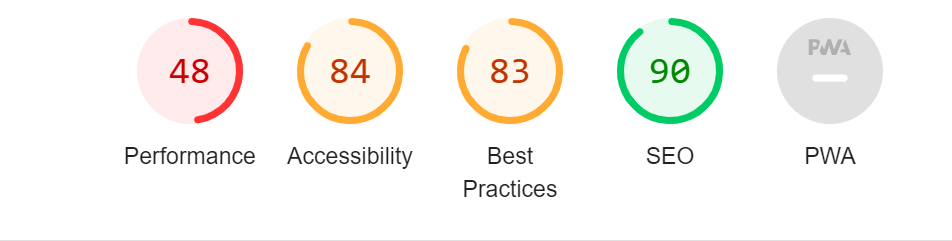 48
84
83
90
PWA
Performance
Accessibility
Best
Practices
SEO
PWA